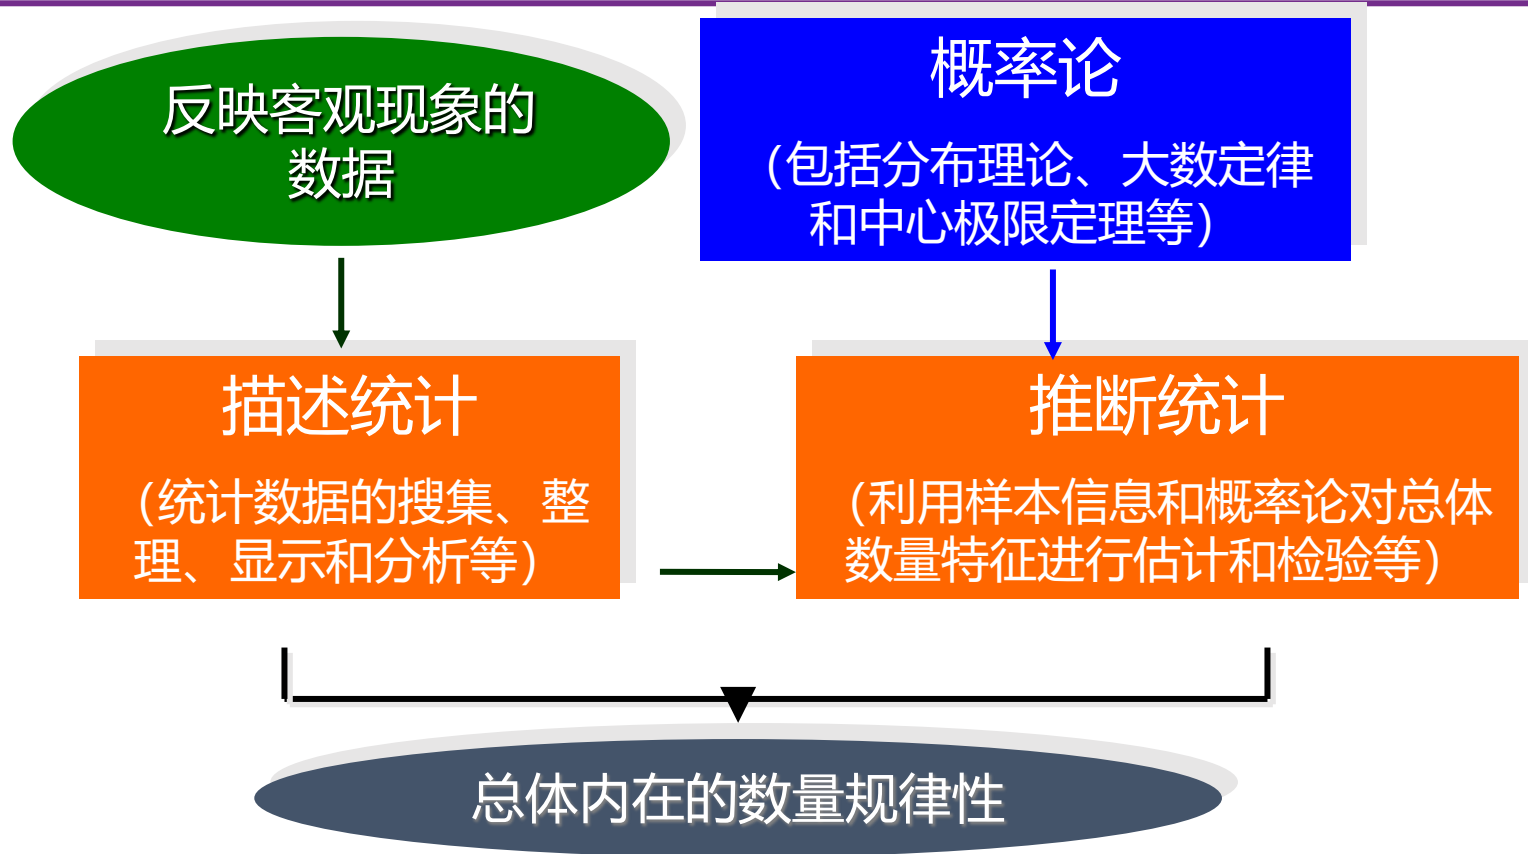 反映客观现象的
数据
概率论
（包括分布理论、大数定律
和中心极限定理等）
描述统计
（统计数据的搜集、整
理、显示和分析等）
推断统计
（利用样本信息和概率论对总体
数量特征进行估计和检验等）
总体内在的数量规律性